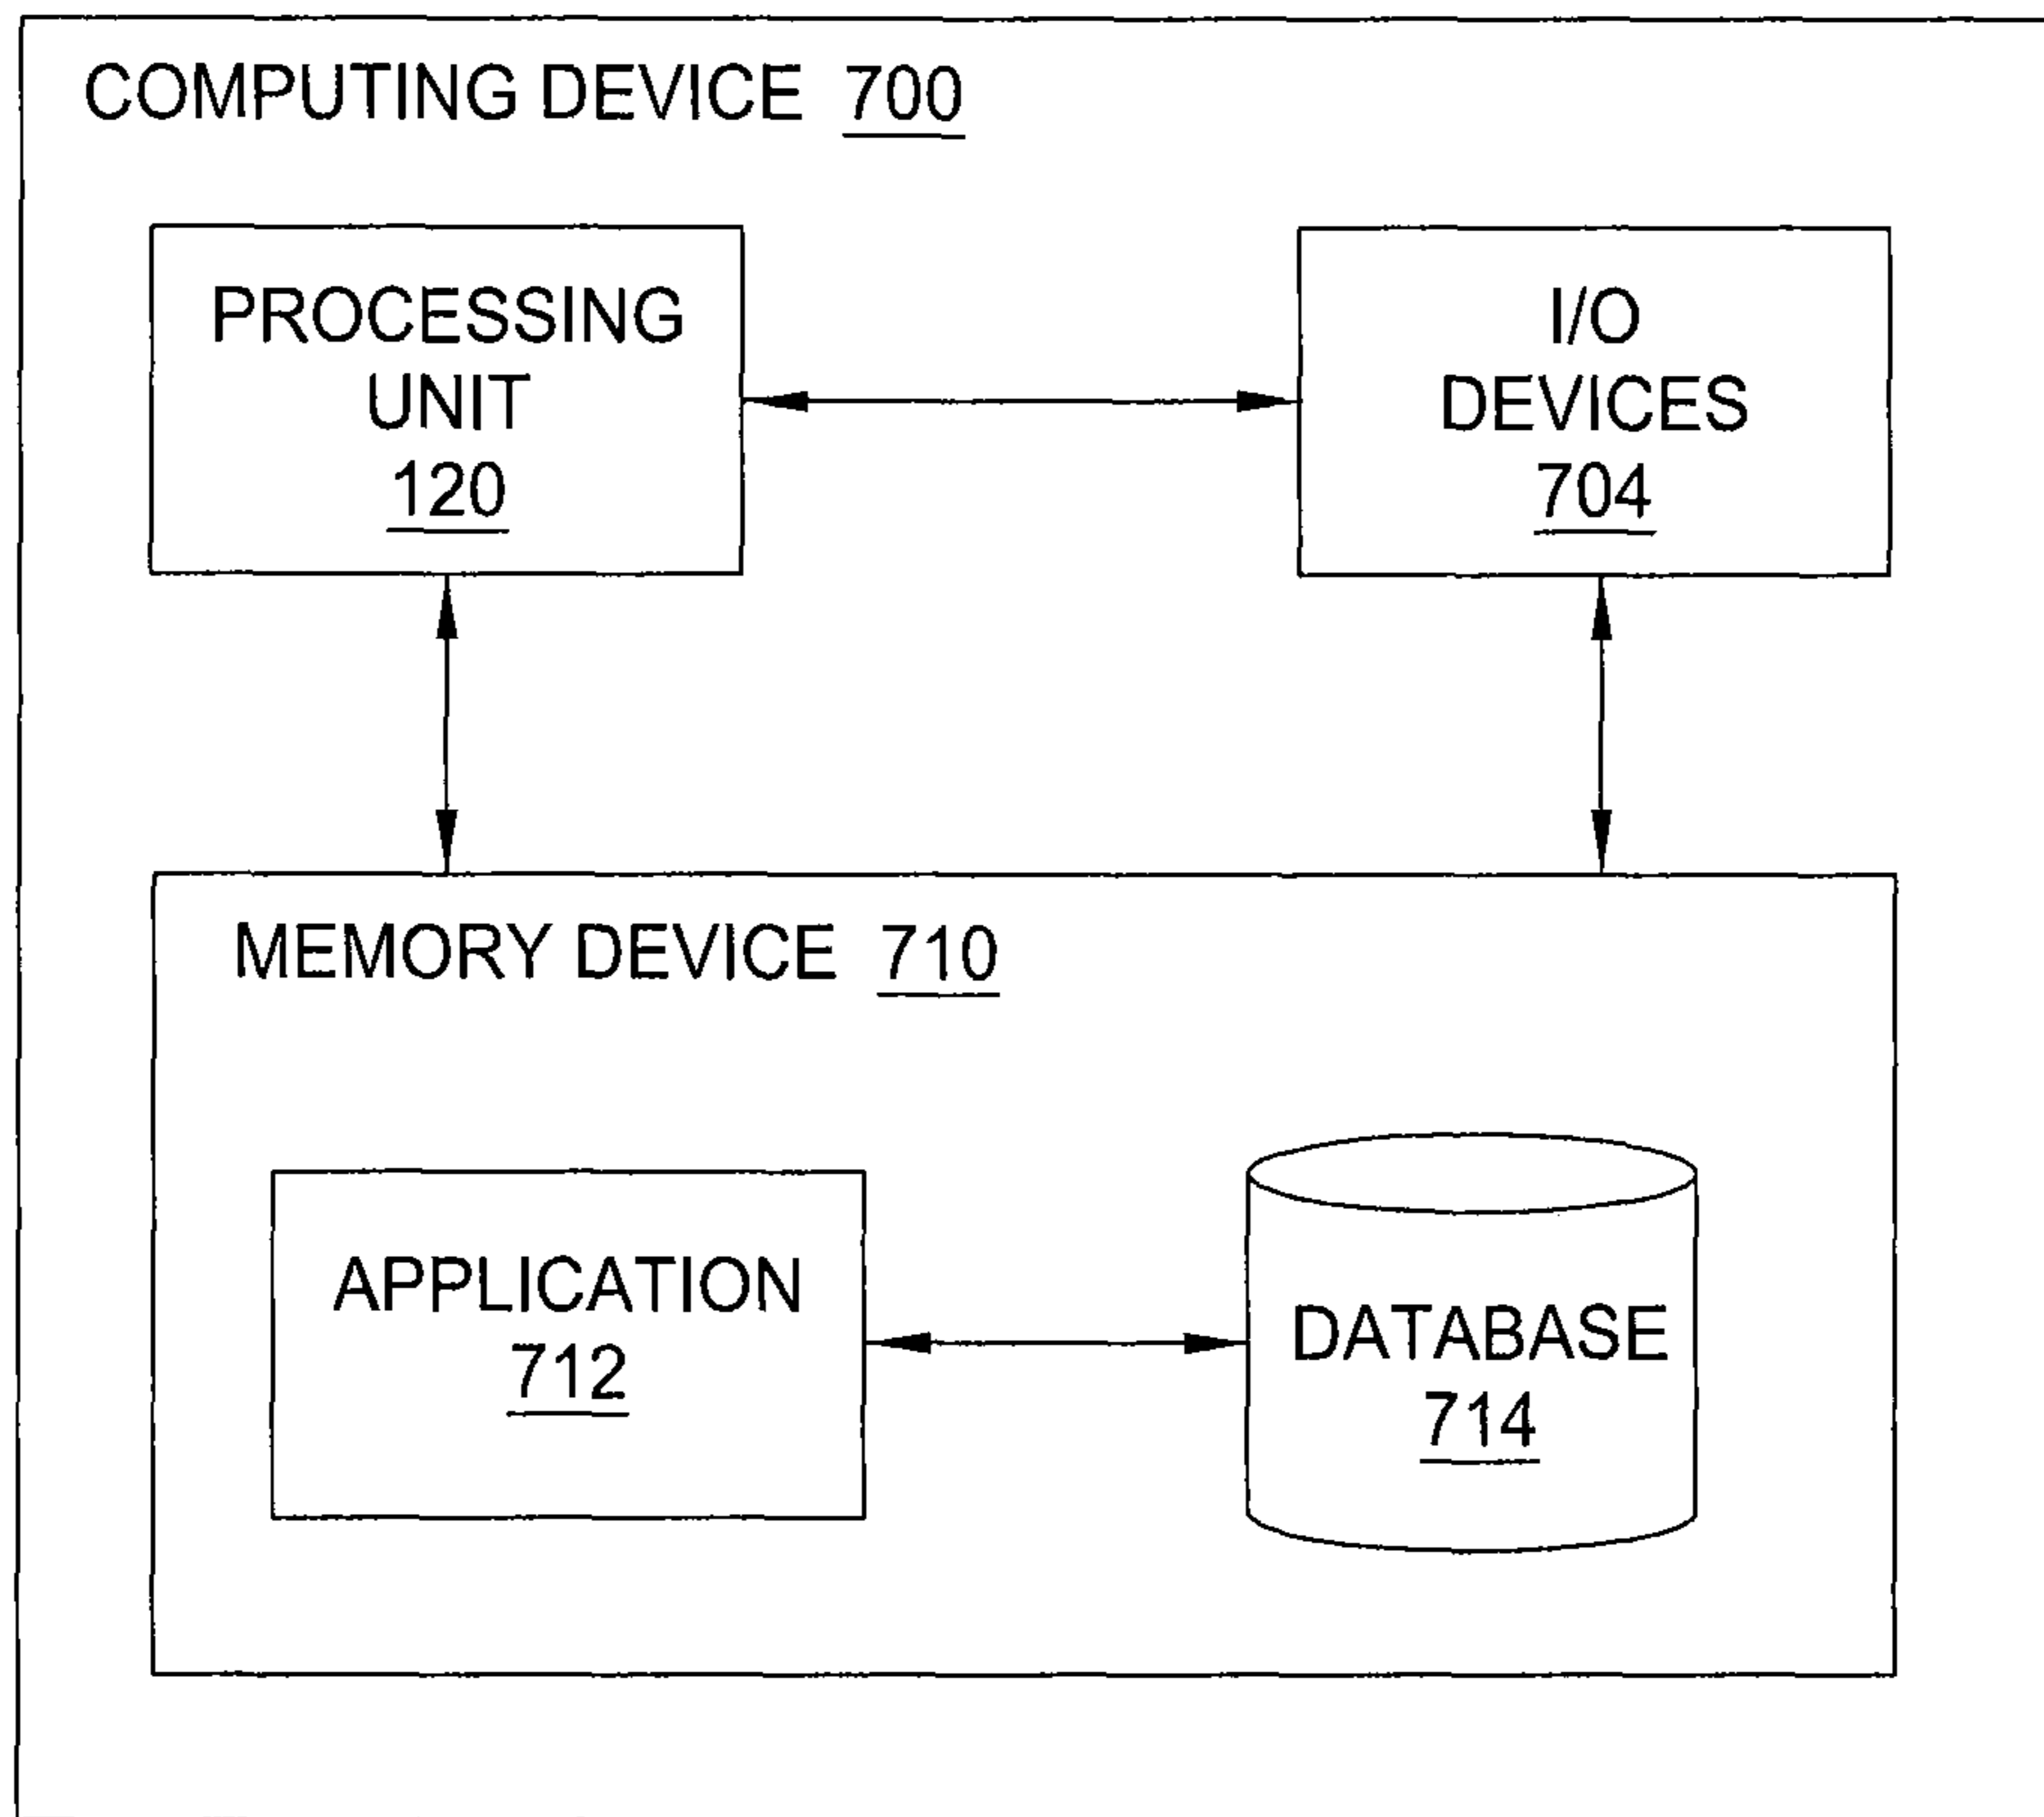 COMPUTING DEVICE 700
PROCESSING
UNIT
120
I/O
DEVICES
704
MEMORY DEVICE 710
APPLICATION
712
DATABASE
714